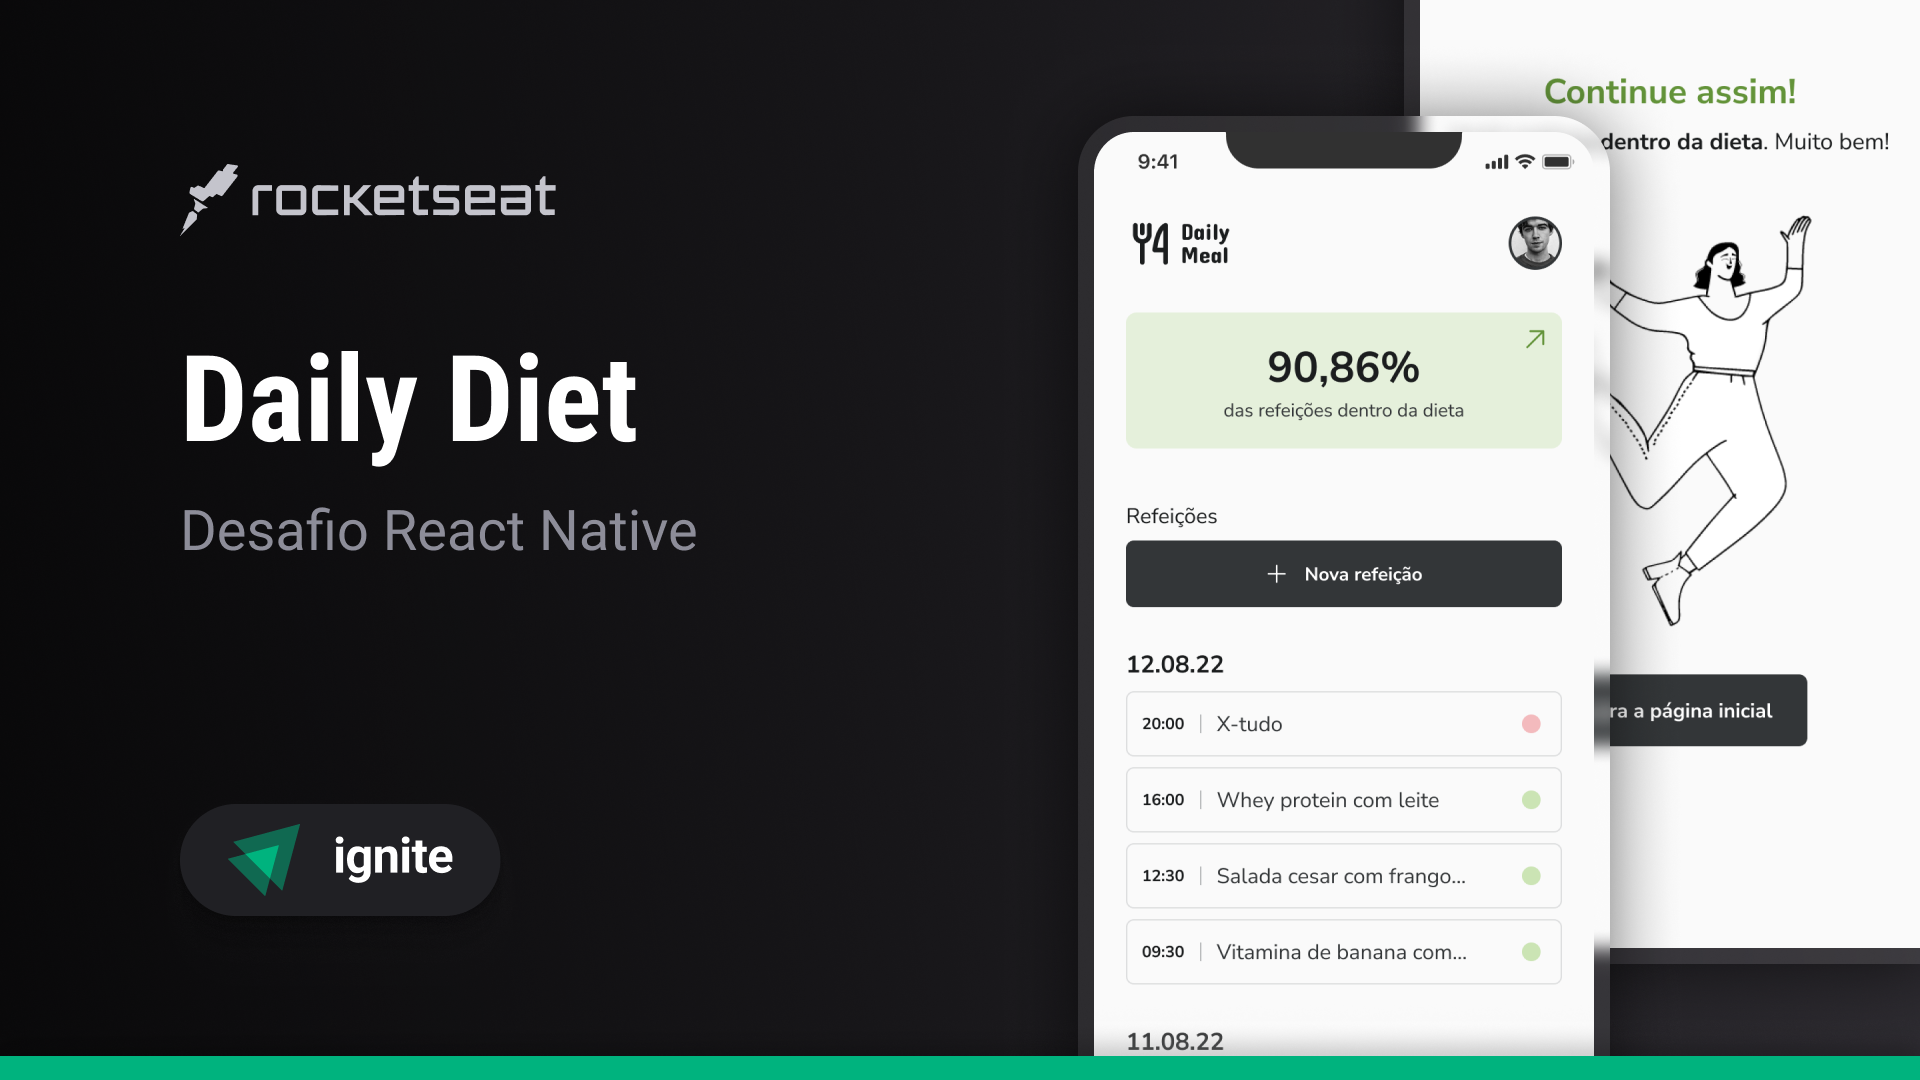 rocketseat
Daily Diet
Desafio React Native
ignite
9:41
Daily
Meal
90,86%
das refeições dentro da dieta
Refeições
Nova refeição
12.08.22
20:00 X-tudo
16:00 Whey protein com leite
12:30 Salada cesar com frango...
09:30 Vitamina de banana com...
11.08.22
Continue assim!
dentro da dieta. Muito bem!
a página inicial